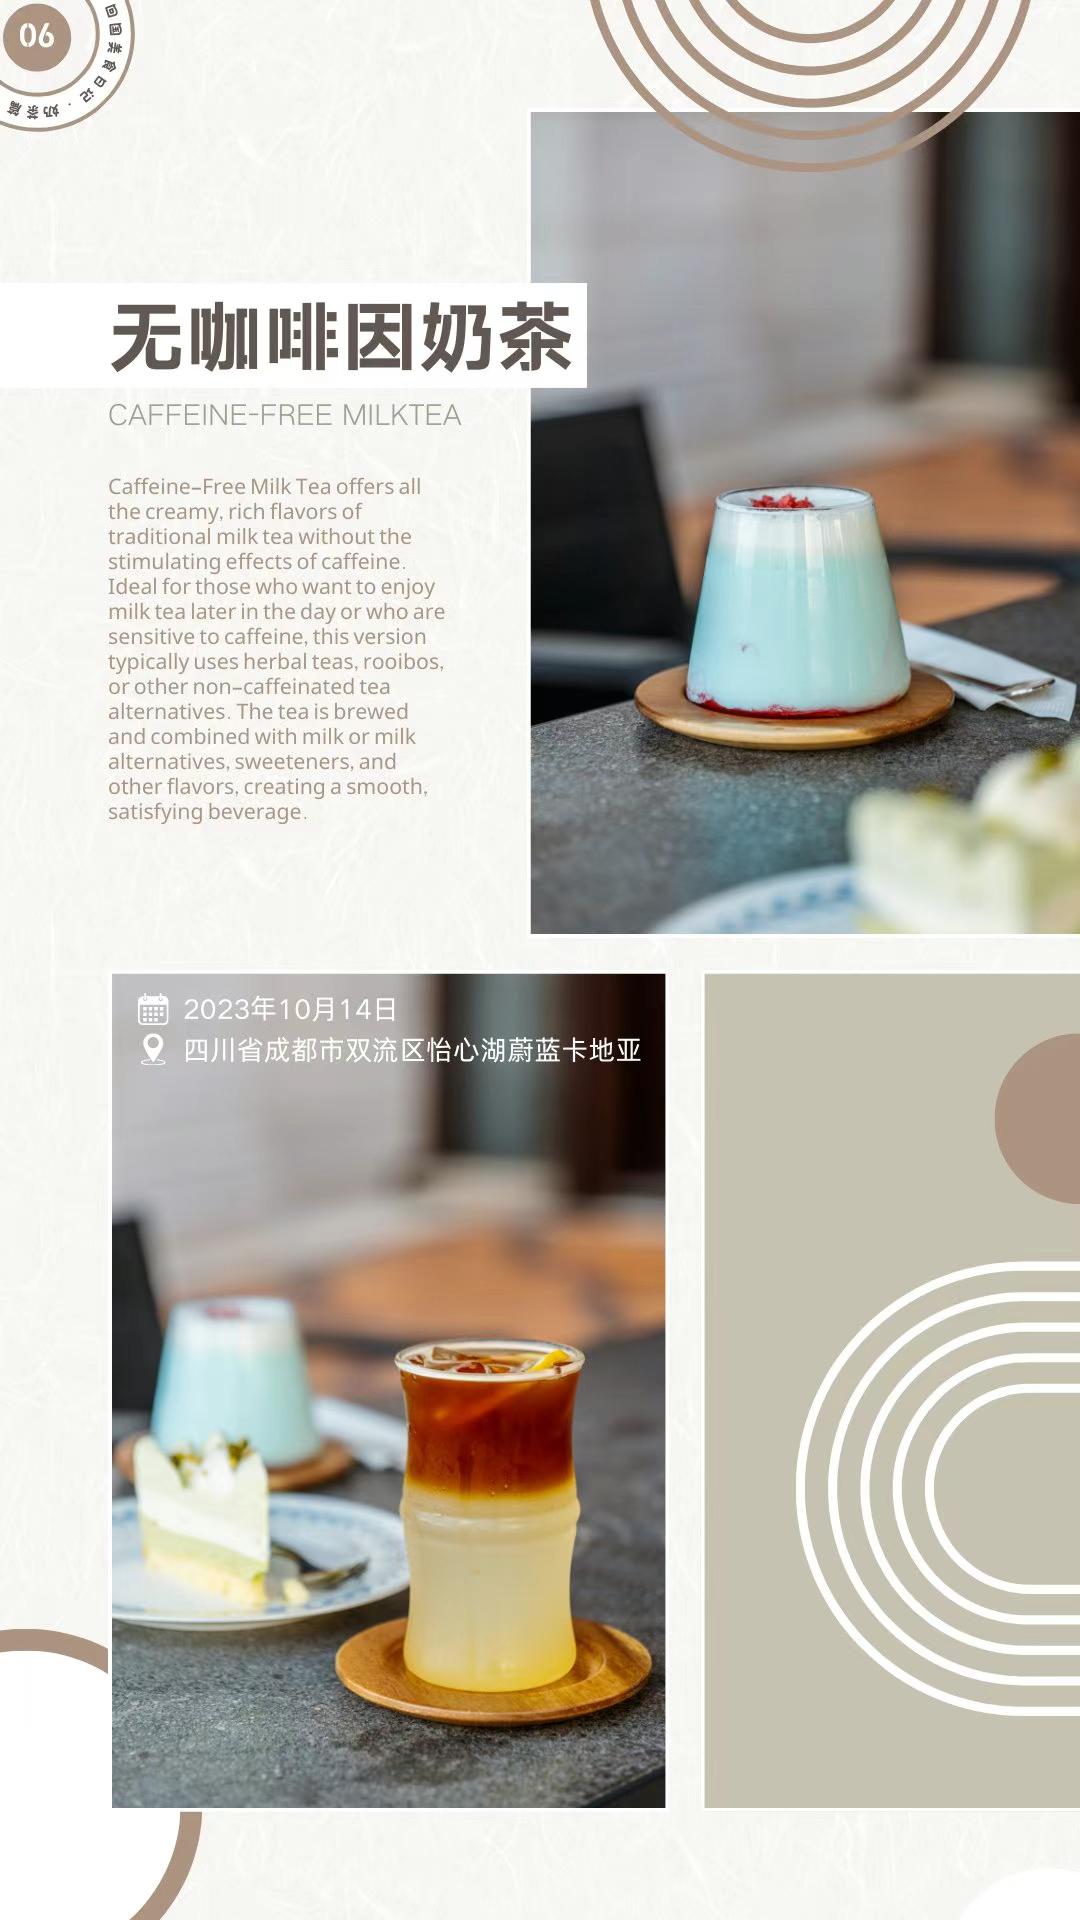 06
回国美食日记 · 奶茶篇
无咖啡因奶茶
CAFFEINE-FREE MILKTEA
Caffeine-Free Milk Tea offers all
the creamy, rich flavors of
traditional milk tea without the
stimulating effects of caffeine.
Ideal for those who want to enjoy
milk tea later in the day or who are
sensitive to caffeine, this version
typically uses herbal teas, rooibos,
or other non-caffeinated tea
alternatives. The tea is brewed
and combined with milk or milk
alternatives, sweeteners, and
other flavors, creating a smooth,
satisfying beverage.
2023年10月14日
四川省成都市双流区怡心湖蔚蓝卡地亚